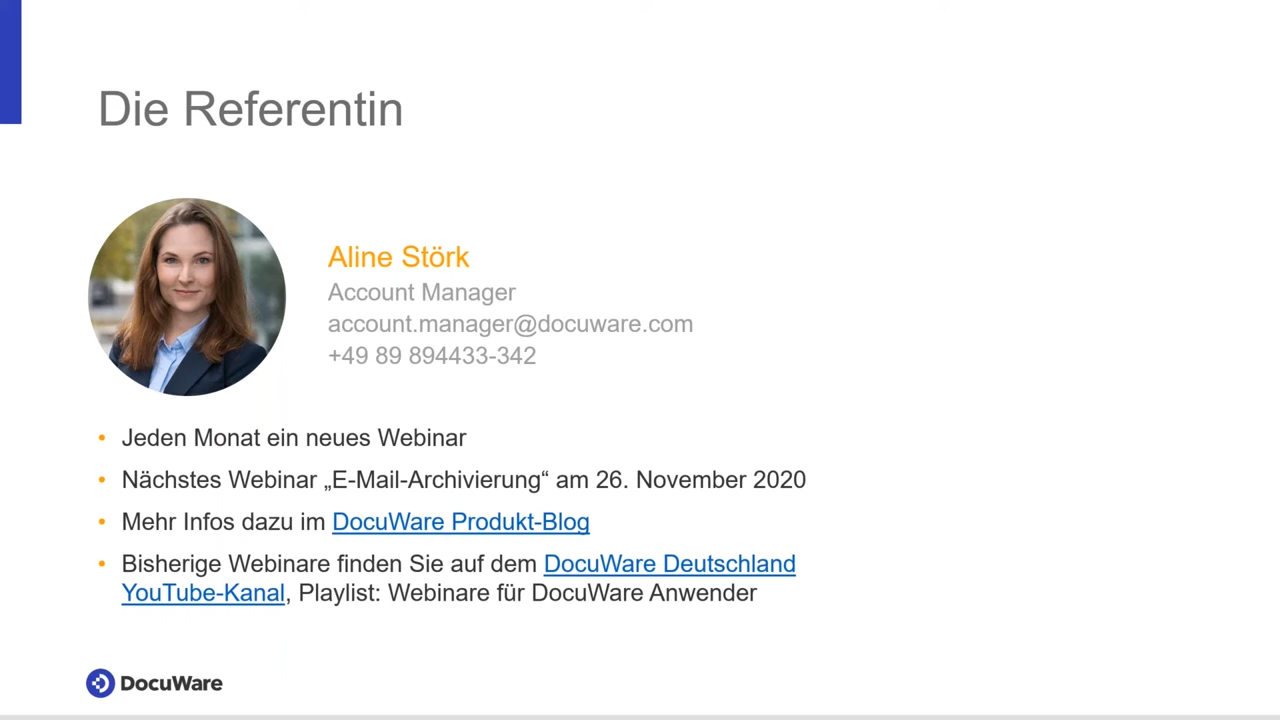 Die Referentin
Aline Störk
Account Manager
account.manager@docuware.com
+49 89 894433-342
• Jeden Monat ein neues Webinar
• Nächstes Webinar „E-Mail-Archivierung“ am 26. November 2020
• Mehr Infos dazu im DocuWare Produkt-Blog
• Bisherige Webinare finden Sie auf dem DocuWare Deutschland
YouTube-Kanal, Playlist: Webinare für DocuWare Anwender
DocuWare